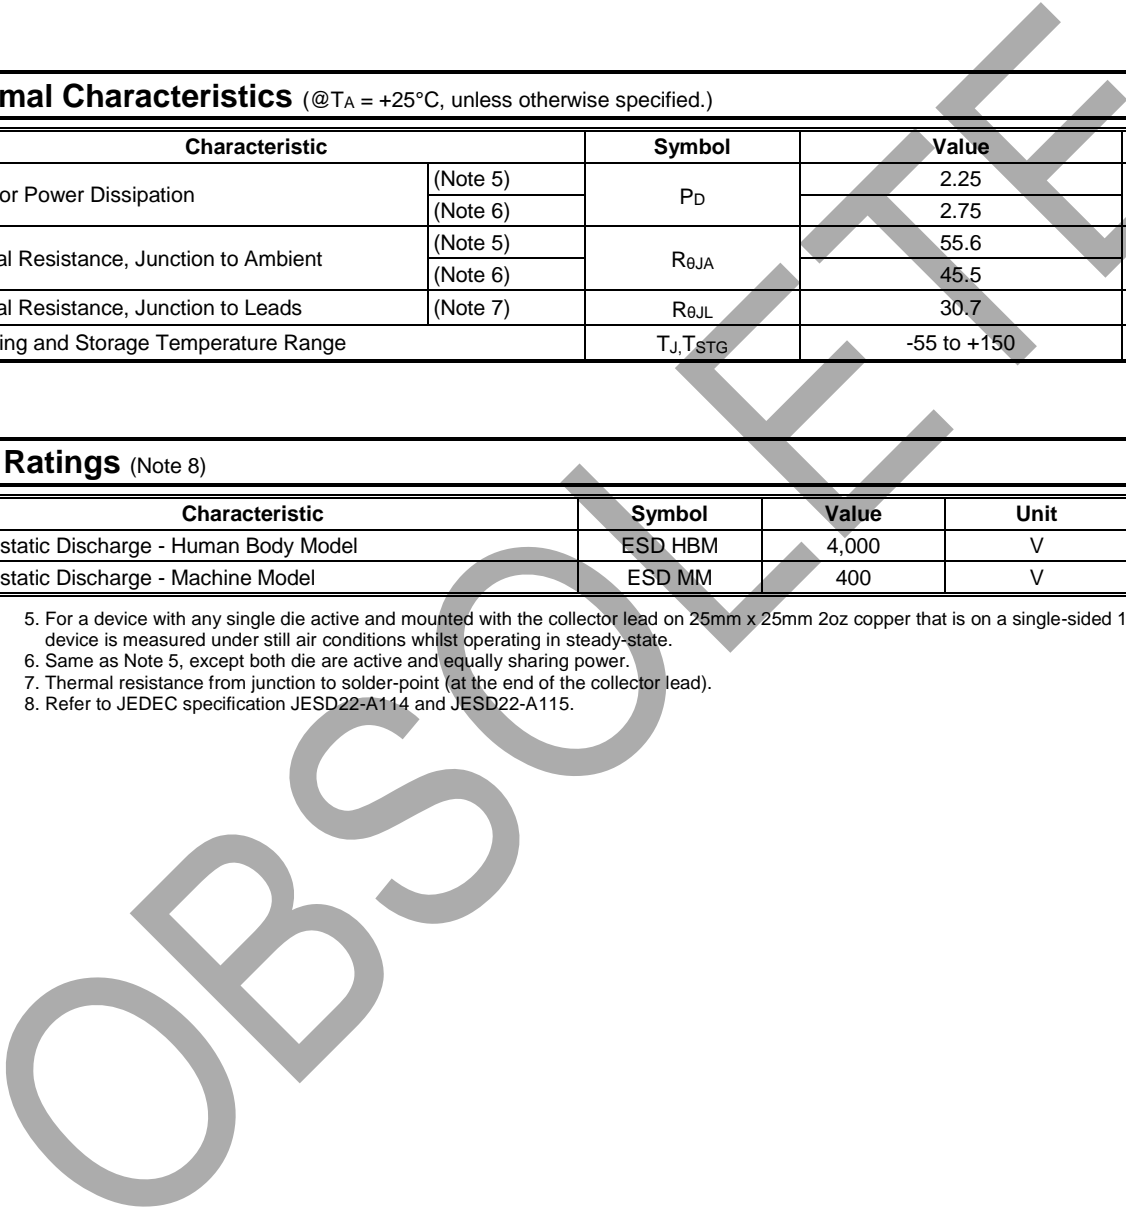 mal Characteristics (@TA = +25°C, unless otherwise specified.)
Characteristic Symbol Value
or Power Dissipation (Note 5) PD 2.25
(Note 6) 2.75
al Resistance, Junction to Ambient (Note 5) RθJA 55.6
(Note 6) 45.5
al Resistance, Junction to Leads (Note 7) RθJL 30.7
ing and Storage Temperature Range TJ,TSTG -55 to +150
Ratings (Note 8)
Characteristic Symbol Value Unit
static Discharge - Human Body Model ESD HBM 4,000 V
static Discharge - Machine Model ESD MM 400 V
5. For a device with any single die active and mounted with the collector lead on 25mm x 25mm 2oz copper that is on a single-sided 1
device is measured under still air conditions whilst operating in steady-state.
6. Same as Note 5, except both die are active and equally sharing power.
7. Thermal resistance from junction to solder-point (at the end of the collector lead).
8. Refer to JEDEC specification JESD22-A114 and JESD22-A115.
OBSOLETE